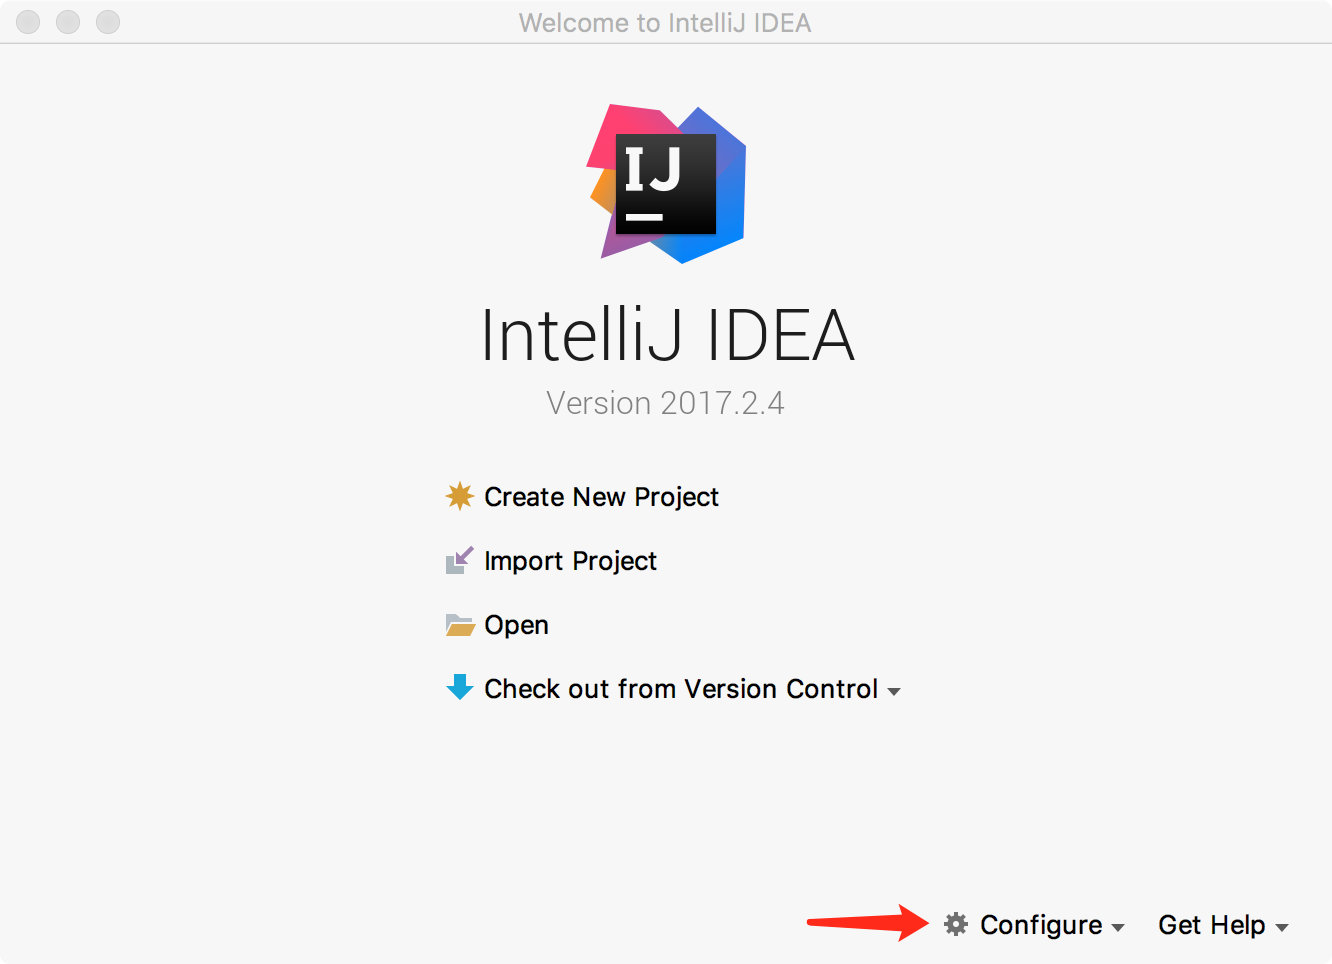 Welcome to IntelliJ IDEA
IJ
IntelliJ IDEA
Version 2017.2.4
Create New Project
Import Project
Open
Check out from Version Control
Configure Get Help